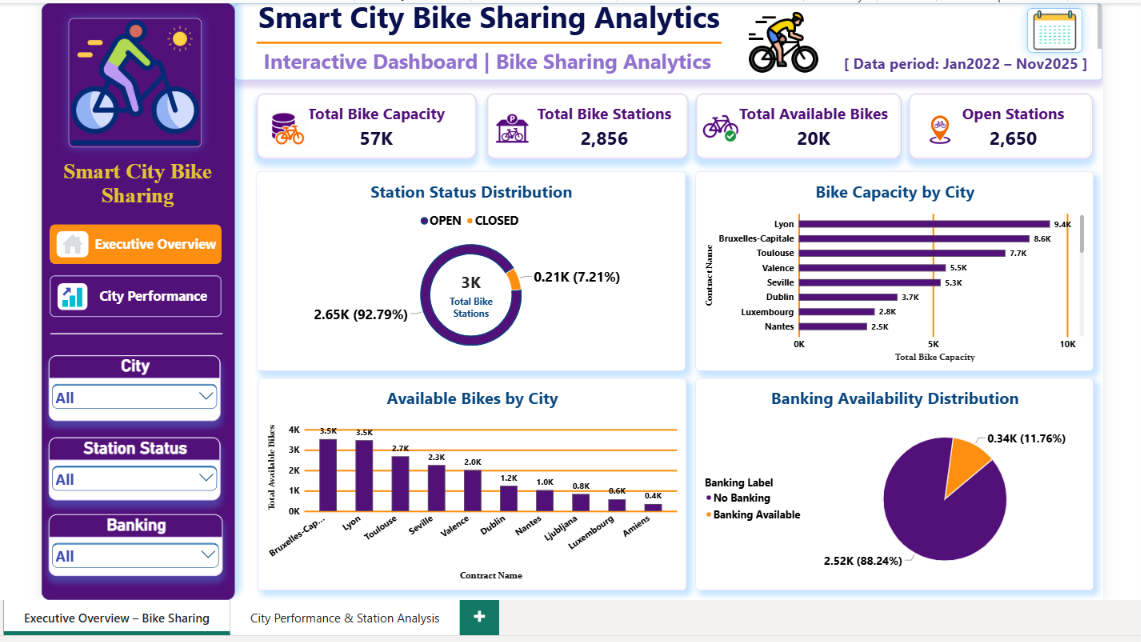 Smart City Bike Sharing Analytics
Interactive Dashboard | Bike Sharing Analytics
[ Data period: Jan2022 – Nov2025 ]
Smart City Bike
Sharing
Executive Overview
City Performance
City
All
Station Status
All
Banking
All
Total Bike Capacity
57K
Total Bike Stations
2,856
Total Available Bikes
20K
Open Stations
2,650
Station Status Distribution
OPEN CLOSED
0.21K (7.21%)
3K
Total Bike
Stations
2.65K (92.79%)
Bike Capacity by City
Contract Name
Lyon 9.4K
Bruxelles-Capitale 8.6K
Toulouse 7.7K
Valence 5.5K
Seville 5.3K
Dublin 3.7K
Luxembourg 2.8K
Nantes 2.5K
0K 5K 10K
Total Bike Capacity
Available Bikes by City
Total Available Bikes
4K
3K
2K
1K
0K
3.5K 3.5K 2.7K 2.3K 2.0K 1.2K 1.0K 0.8K 0.6K 0.4K
Bruxelles-Cap... Lyon Toulouse Seville Valence Dublin Nantes Ljubljana Luxembourg Amiens
Contract Name
Banking Availability Distribution
0.34K (11.76%)
Banking Label
No Banking
Banking Available
2.52K (88.24%)
Executive Overview – Bike Sharing
City Performance & Station Analysis
+